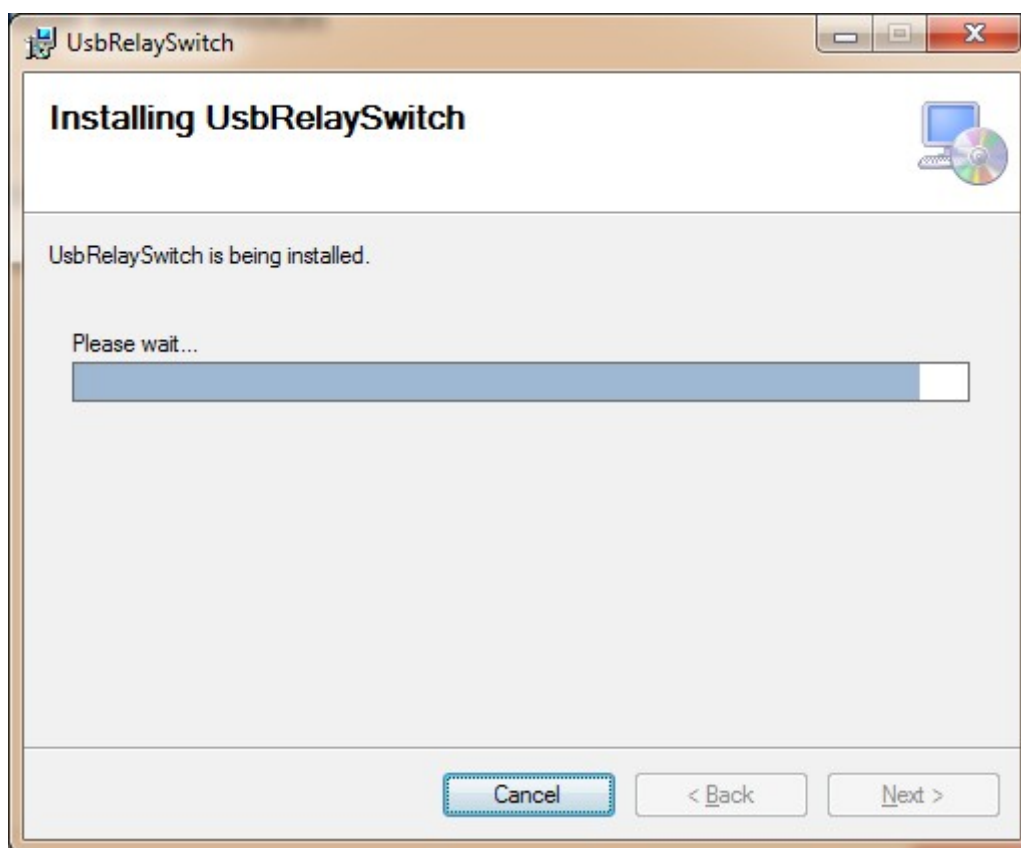 UsbRelaySwitch
Installing UsbRelaySwitch
UsbRelaySwitch is being installed.
Please wait...
Cancel
< Back
Next >